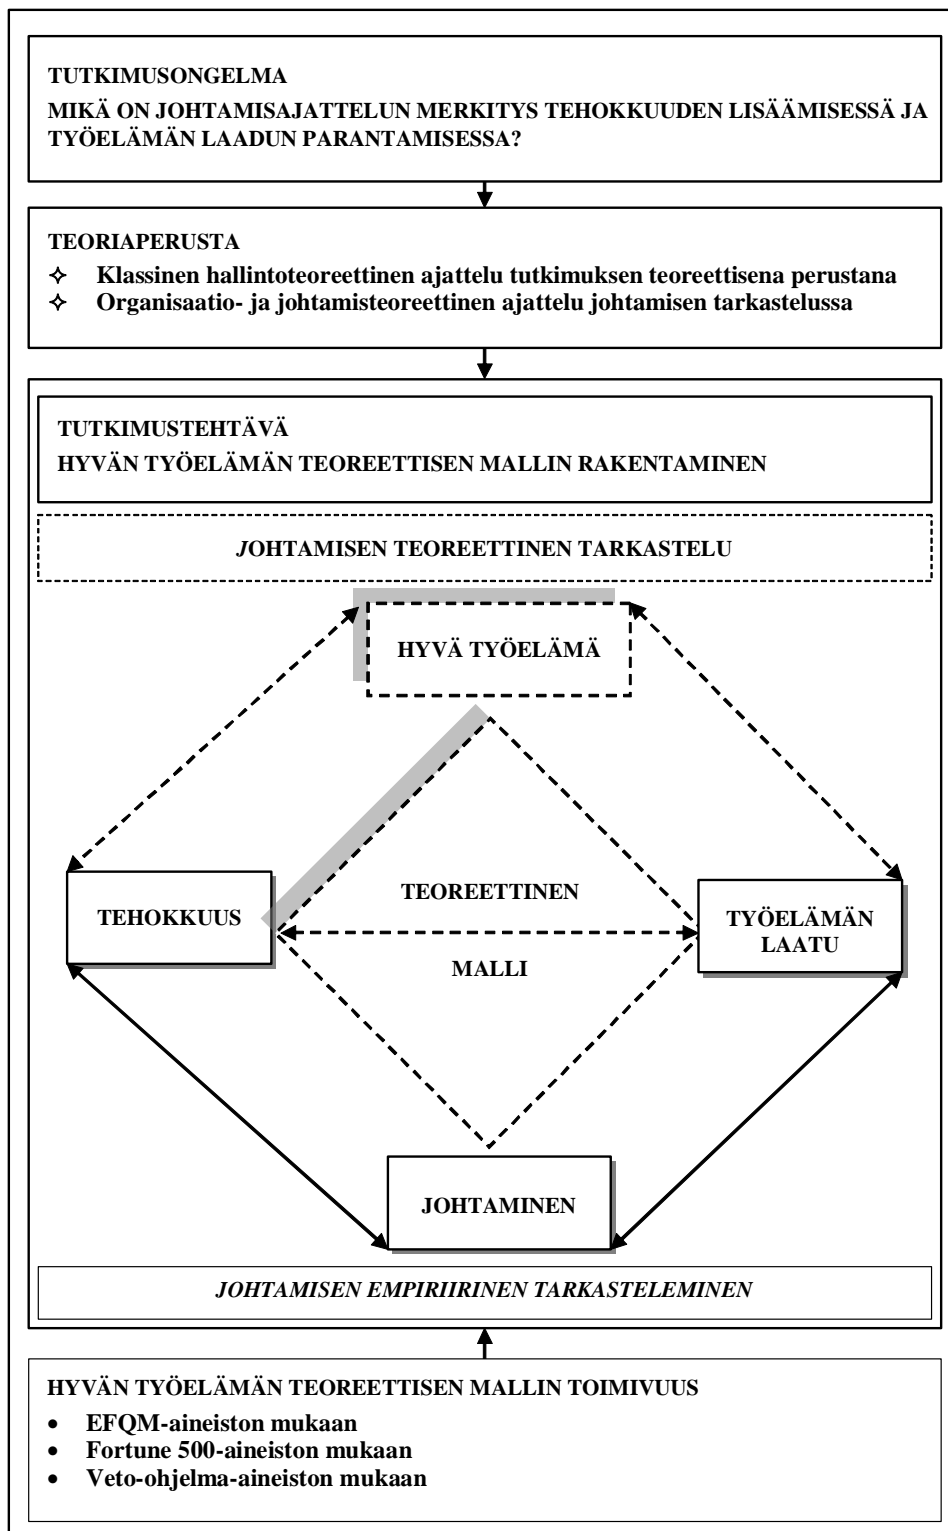 TUTKIMUSONGELMA
MIKÄ ON JOHTAMISAJATTELUN MERKITYS TEHOKKUUDEN LISÄÄMISESSÄ JA
TYÖELÄMÄN LAADUN PARANTAMISESSA?
TEORIAPERUSTA
✧ Klassinen hallintoteoreettinen ajattelu tutkimuksen teoreettisena perustana
✧ Organisaatio- ja johtamisteoreettinen ajattelu johtamisen tarkastelussa
TUTKIMUSTEHTÄVÄ
HYVÄN TYÖELÄMÄN TEOREETTISEN MALLIN RAKENTAMINEN
JOHTAMISEN TEOREETTINEN TARKASTELU
HYVÄ TYÖELÄMÄ
TEHOKKUUS
TEOREETTINEN
MALLI
TYÖELÄMÄN
LAATU
JOHTAMINEN
JOHTAMISEN EMPIRIIRINEN TARKASTELEMINEN
HYVÄN TYÖELÄMÄN TEOREETTISEN MALLIN TOIMIVUUS
• EFQM-aineiston mukaan
• Fortune 500-aineiston mukaan
• Veto-ohjelma-aineiston mukaan